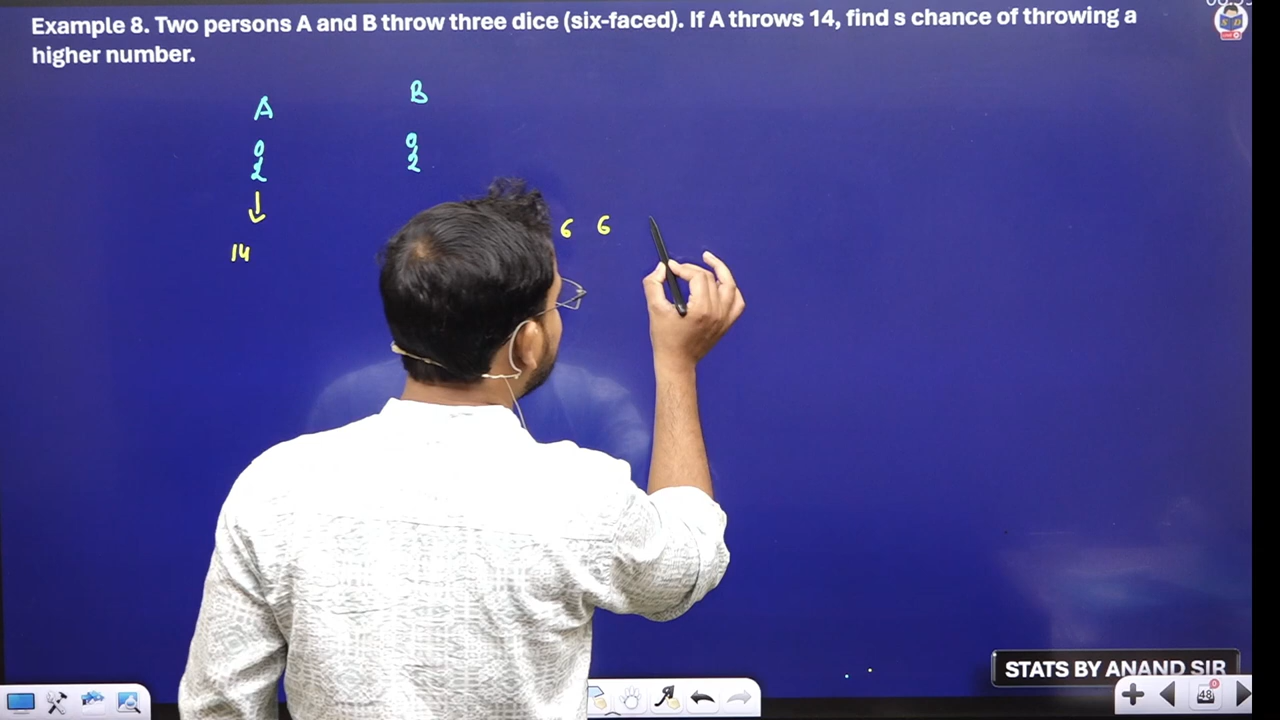 Example 8. Two persons A and B throw three dice (six-faced). If A throws 14, find s chance of throwing a
higher number.
A
B
14
6 6
STATS BY ANAND SIR
48